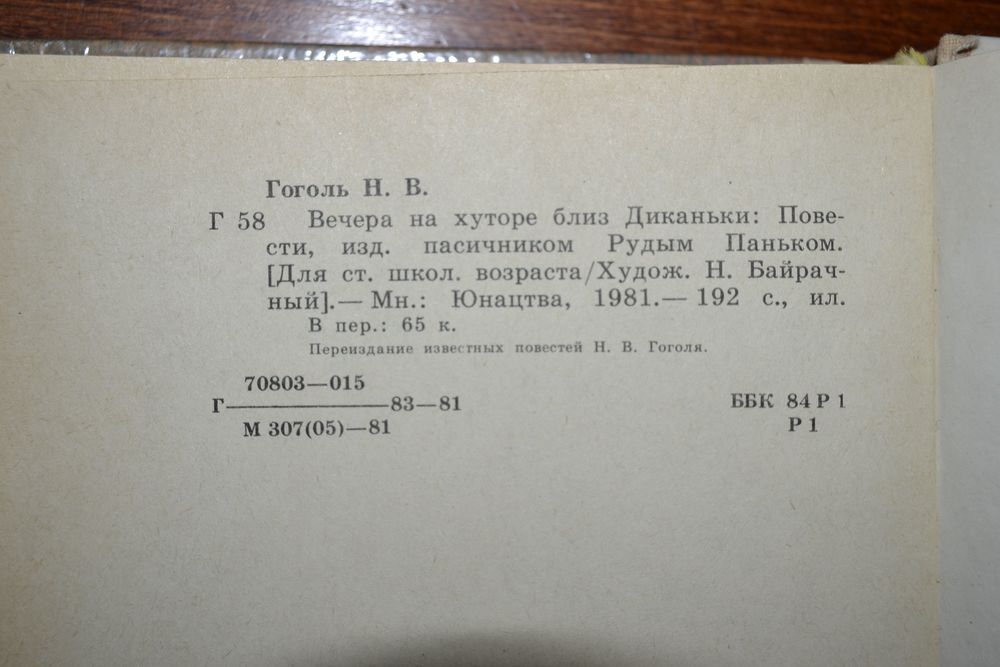 Гоголь Н. В.
Г 58 Вечера на хуторе близ Диканьки: Пове-
сти, изд. пасичником Рудым Паньком.
[Для ст. школ. возраста/Худож. Н. Байрач-
ный].— Мн.: Юнацтва, 1981.— 192 с., ил.
В пер.: 65 к.
Переиздание известных повестей Н. В. Гоголя.
70803—015
Г————83—81 ББК 84 Р 1
М 307(05)—81 Р 1